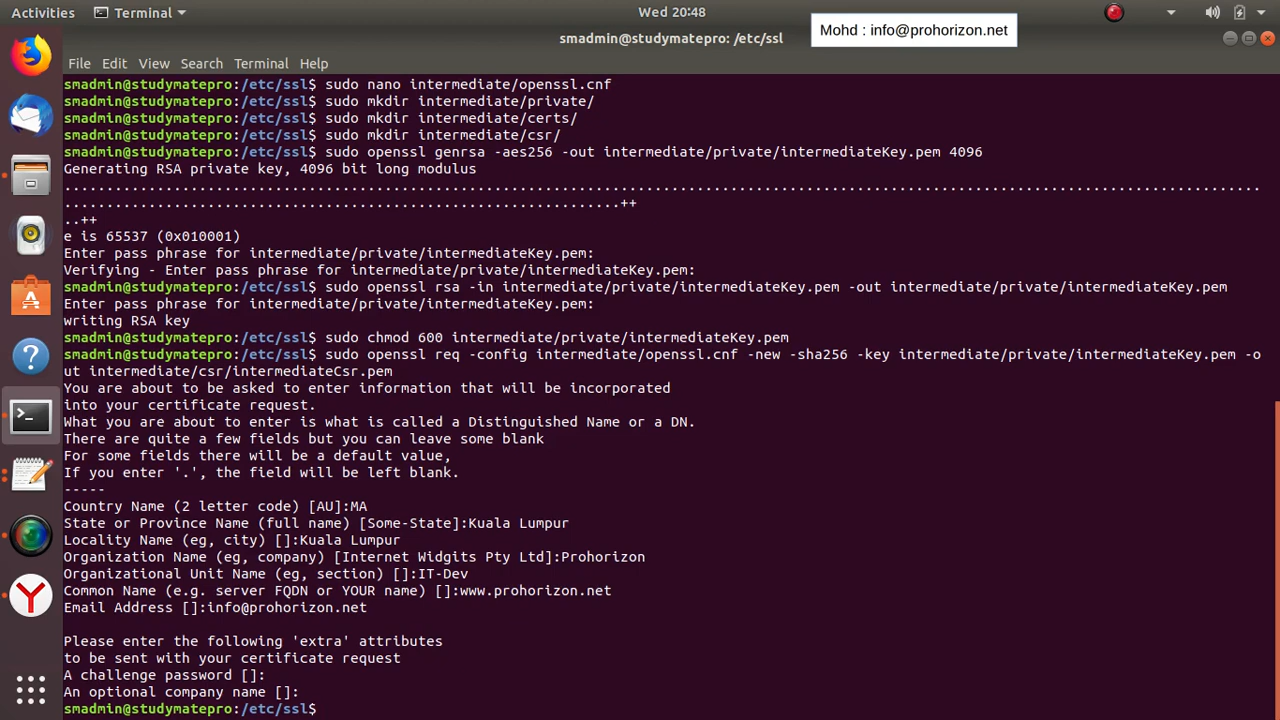 Activities Terminal Wed 20:48
Mohd : info@prohorizon.net
smadmin@studymatepro: /etc/ssl
File Edit View Search Terminal Help
smadmin@studymatepro:/etc/ssl$ sudo nano intermediate/openssl.cnf
smadmin@studymatepro:/etc/ssl$ sudo mkdir intermediate/private/
smadmin@studymatepro:/etc/ssl$ sudo mkdir intermediate/certs/
smadmin@studymatepro:/etc/ssl$ sudo mkdir intermediate/csr/
smadmin@studymatepro:/etc/ssl$ sudo openssl genrsa -aes256 -out intermediate/private/intermediateKey.pem 4096
Generating RSA private key, 4096 bit long modulus
..............................................................................................................................................
..................................................................++
..++
e is 65537 (0x010001)
Enter pass phrase for intermediate/private/intermediateKey.pem:
Verifying - Enter pass phrase for intermediate/private/intermediateKey.pem:
smadmin@studymatepro:/etc/ssl$ sudo openssl rsa -in intermediate/private/intermediateKey.pem -out intermediate/private/intermediateKey.pem
Enter pass phrase for intermediate/private/intermediateKey.pem:
writing RSA key
smadmin@studymatepro:/etc/ssl$ sudo chmod 600 intermediate/private/intermediateKey.pem
smadmin@studymatepro:/etc/ssl$ sudo openssl req -config intermediate/openssl.cnf -new -sha256 -key intermediate/private/intermediateKey.pem -o
ut intermediate/csr/intermediateCsr.pem
You are about to be asked to enter information that will be incorporated
into your certificate request.
What you are about to enter is what is called a Distinguished Name or a DN.
There are quite a few fields but you can leave some blank
For some fields there will be a default value,
If you enter '.', the field will be left blank.
-----
Country Name (2 letter code) [AU]:MA
State or Province Name (full name) [Some-State]:Kuala Lumpur
Locality Name (eg, city) []:Kuala Lumpur
Organization Name (eg, company) [Internet Widgits Pty Ltd]:Prohorizon
Organizational Unit Name (eg, section) []:IT-Dev
Common Name (e.g. server FQDN or YOUR name) []:www.prohorizon.net
Email Address []:info@prohorizon.net
Please enter the following 'extra' attributes
to be sent with your certificate request
A challenge password []:
An optional company name []:
smadmin@studymatepro:/etc/ssl$